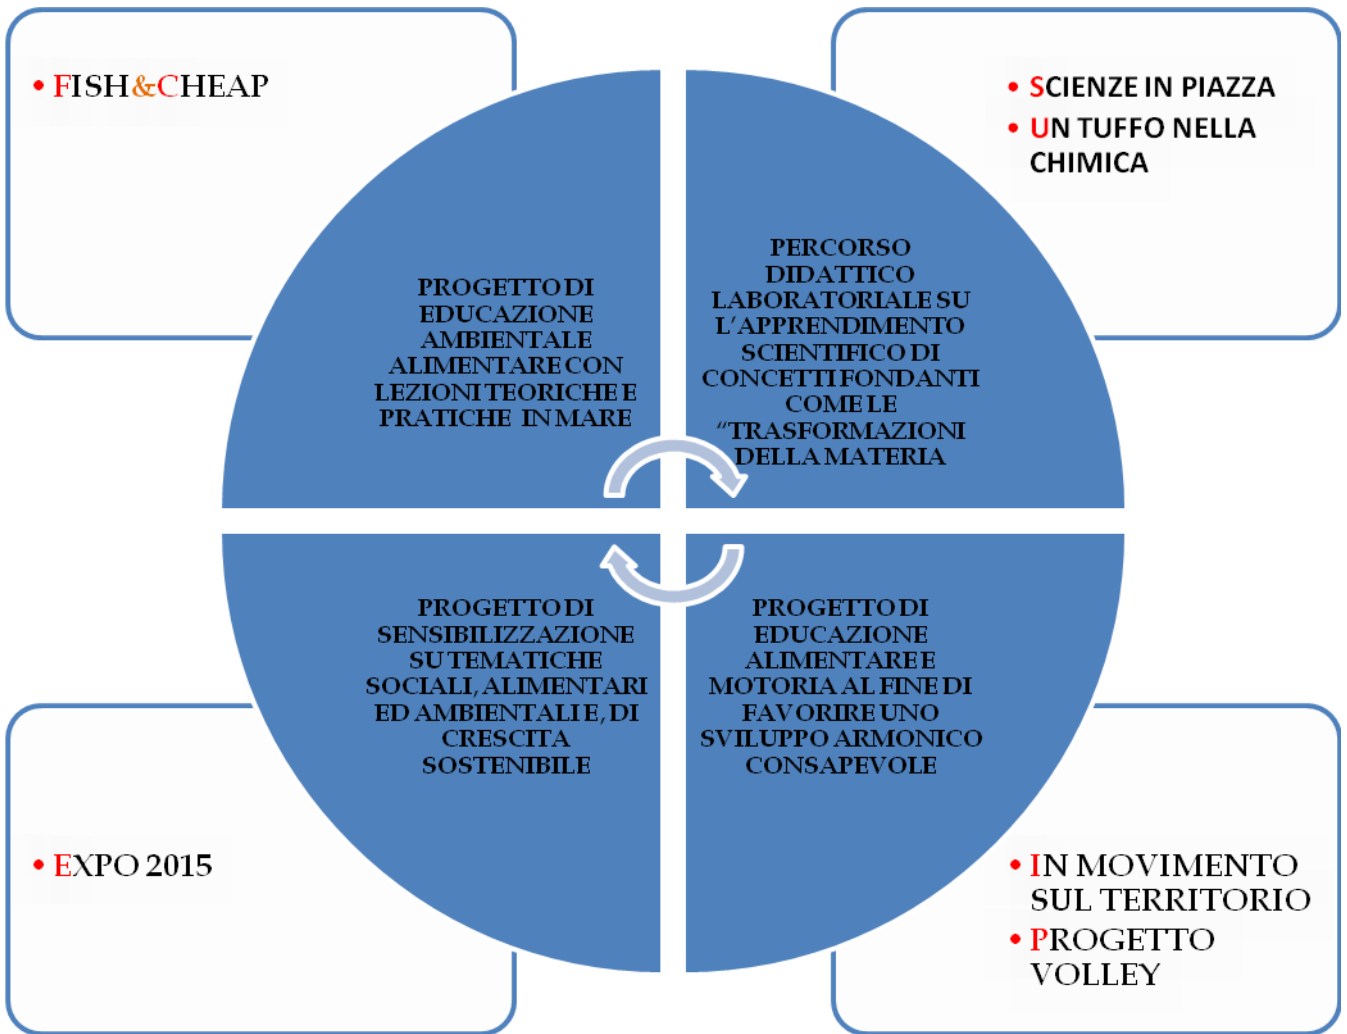 • FISH&CHEAP
• SCIENZE IN PIAZZA
• UN TUFFO NELLA
CHIMICA
PROGETTO DI
EDUCAZIONE
AMBIENTALE
ALIMENTARE CON
LEZIONI TEORICHE E
PRATICHE IN MARE
PERCORSO
DIDATTICO
LABORATORIALE SU
L'APPRENDIMENTO
SCIENTIFICO DI
CONCETTI FONDANTI
COME LE
“TRASFORMAZIONI
DELLA MATERIA
PROGETTO DI
SENSIBILIZZAZIONE
SU TEMATICHE
SOCIALI, ALIMENTARI
ED AMBIENTALI E, DI
CRESCITA
SOSTENIBILE
PROGETTO DI
EDUCAZIONE
ALIMENTARE E
MOTORIA AL FINE DI
FAVORIRE UNO
SVILUPPO ARMONICO
CONSAPEVOLE
• EXPO 2015
• IN MOVIMENTO
SUL TERRITORIO
• PROGETTO
VOLLEY